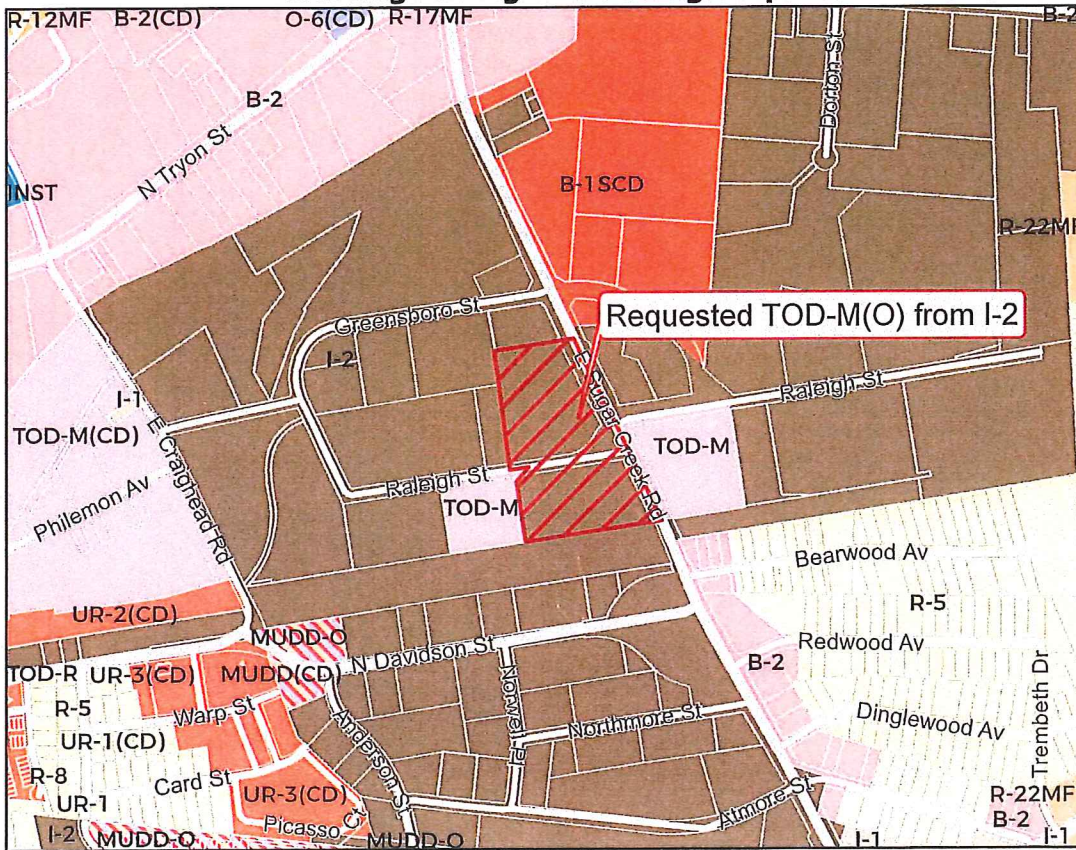 R-12MF
B-2(CD)
O-6(CD)
R-17MF
B-2
B-2
N Tryon St
Dorton St
INST
B-1SCD
R-22MF
Requested TOD-M(O) from I-2
Greensboro St
I-2
E Sugar Creek Rd
Raleigh St
I-1
TOD-M(CD)
E Craighead Rd
TOD-M
Raleigh St
TOD-M
Philemon Av
Bearwood Av
UR-2(CD)
R-5
MUDD-O
N Davidson St
Redwood Av
TOD-R
UR-3(CD)
MUDD(CD)
B-2
R-5
Warp St
Norwell Pl
Northmore St
Dinglewood Av
Trembeth Dr
UR-1(CD)
Anderson St
R-8
Card St
UR-3(CD)
Atmore St
R-22MF
UR-1
Picasso Ct
B-2
I-2
MUDD-O
MUDD-O
I-1
I-1